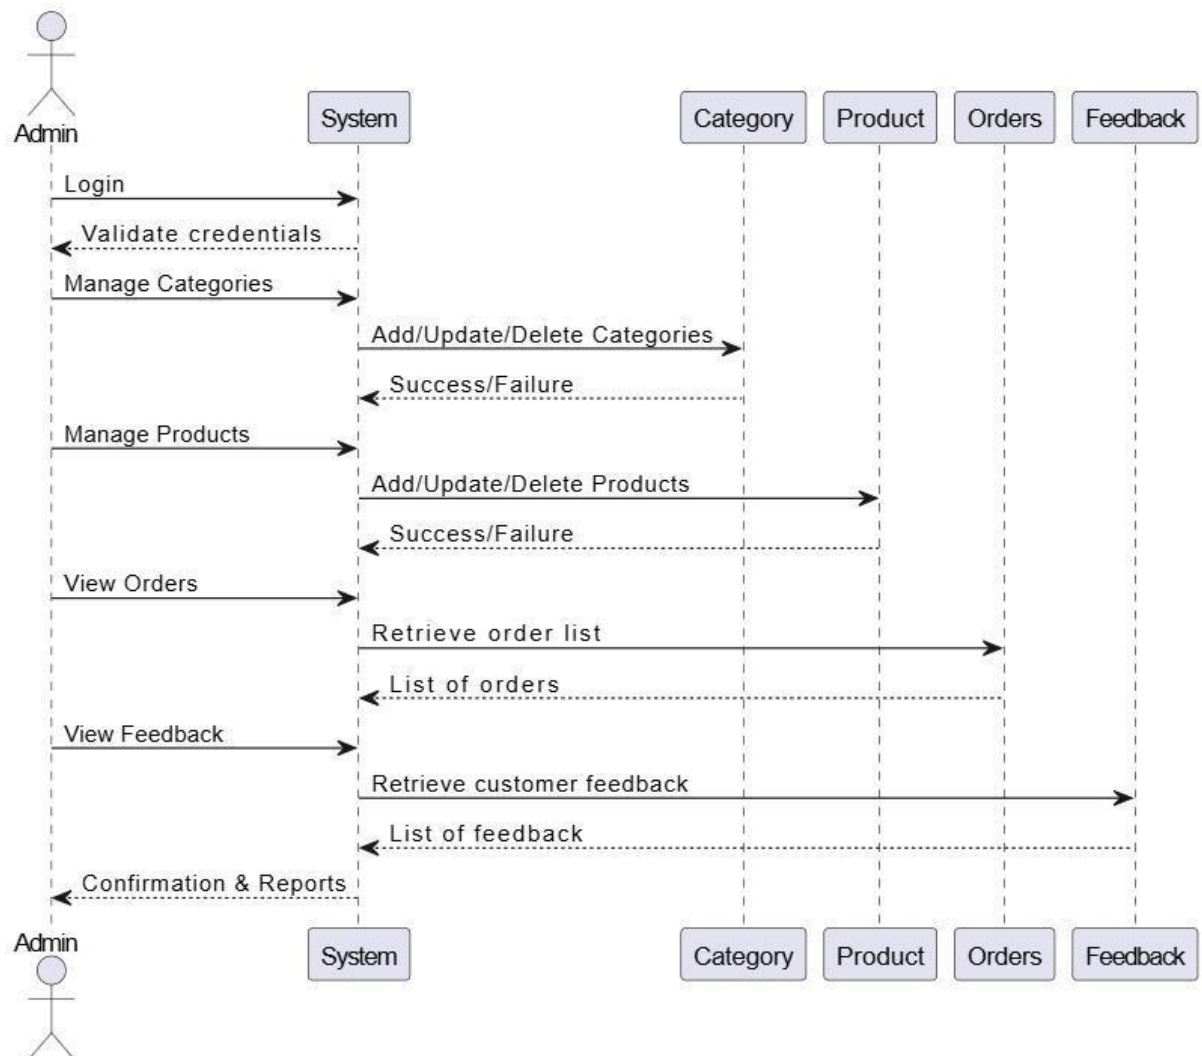 Admin
System
Category
Product
Orders
Feedback
Login
Validate credentials
Manage Categories
Add/Update/Delete Categories
Success/Failure
Manage Products
Add/Update/Delete Products
Success/Failure
View Orders
Retrieve order list
List of orders
View Feedback
Retrieve customer feedback
List of feedback
Confirmation & Reports
Admin
System
Category
Product
Orders
Feedback